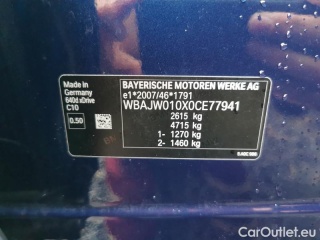 Made in
Germany
640d xDrive
C10
0.50
BAYERISCHE MOTOREN WERKE AG
e1*2007/46*1791
WBAJW010X0CE77941
2615 kg
4715 kg
1- 1270 kg
2- 1460 kg
CarOutlet.eu